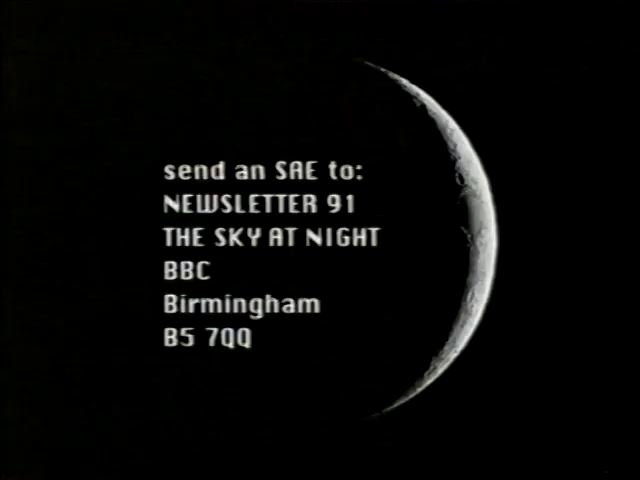 send an SAE to:
NEWSLETTER 91
THE SKY AT NIGHT
BBC
Birmingham
B5 7QQ